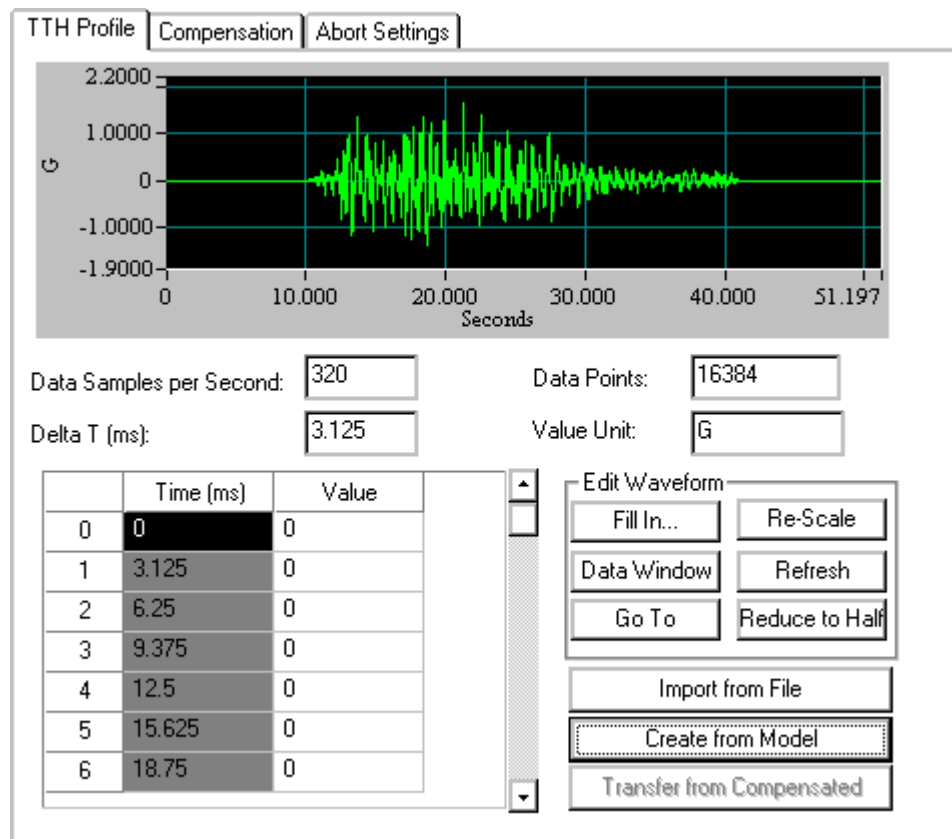 TTH Profile Compensation Abort Settings
2.2000
1.0000
G
0
-1.0000
-1.9000
0 10.000 20.000 30.000 40.000 51.197
Seconds
Data Samples per Second: 320 Data Points: 16384
Delta T (ms): 3.125 Value Unit: G
Time (ms) Value
0 0 0
1 3.125 0
2 6.25 0
3 9.375 0
4 12.5 0
5 15.625 0
6 18.75 0
Edit Waveform
Fill In... Re-Scale
Data Window Refresh
Go To Reduce to Half
Import from File
Create from Model
Transfer from Compensated